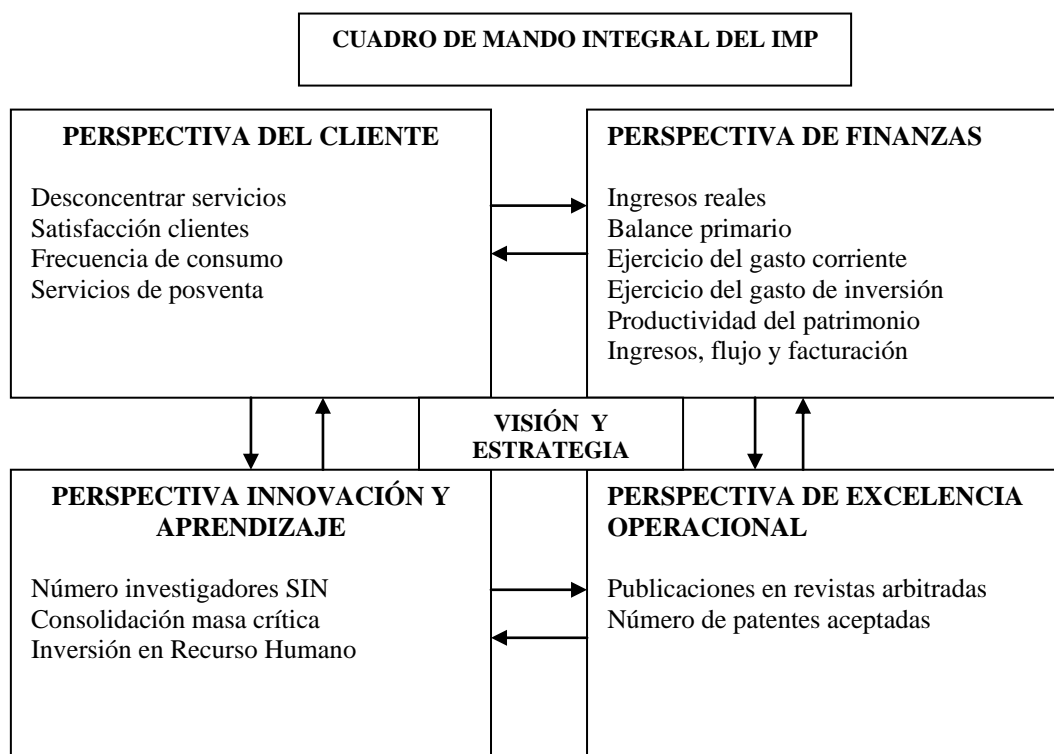 CUADRO DE MANDO INTEGRAL DEL IMP
PERSPECTIVA DEL CLIENTE
Desconcentrar servicios
Satisfacción clientes
Frecuencia de consumo
Servicios de posventa
PERSPECTIVA DE FINANZAS
Ingresos reales
Balance primario
Ejercicio del gasto corriente
Ejercicio del gasto de inversión
Productividad del patrimonio
Ingresos, flujo y facturación
VISIÓN Y
ESTRATEGIA
PERSPECTIVA INNOVACIÓN Y
APRENDIZAJE
Número investigadores SIN
Consolidación masa crítica
Inversión en Recurso Humano
PERSPECTIVA DE EXCELENCIA
OPERACIONAL
Publicaciones en revistas arbitradas
Número de patentes aceptadas